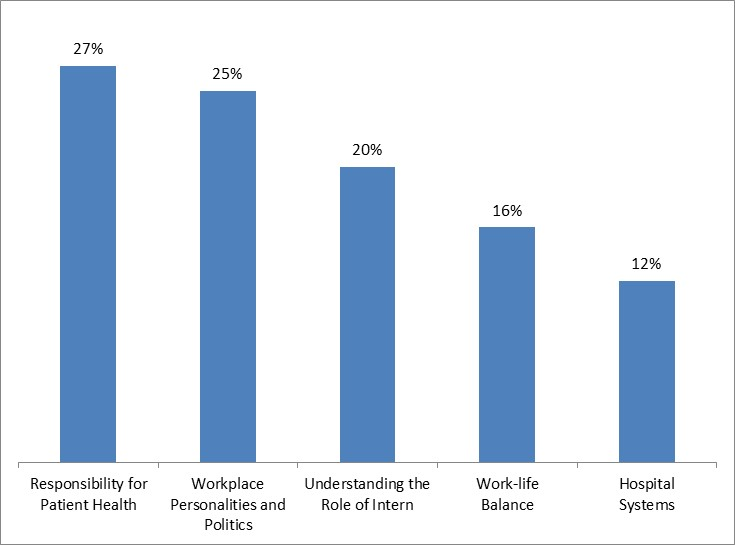 27%
25%
20%
16%
12%
Responsibility for
Patient Health
Workplace
Personalities and
Politics
Understanding the
Role of Intern
Work-life
Balance
Hospital
Systems